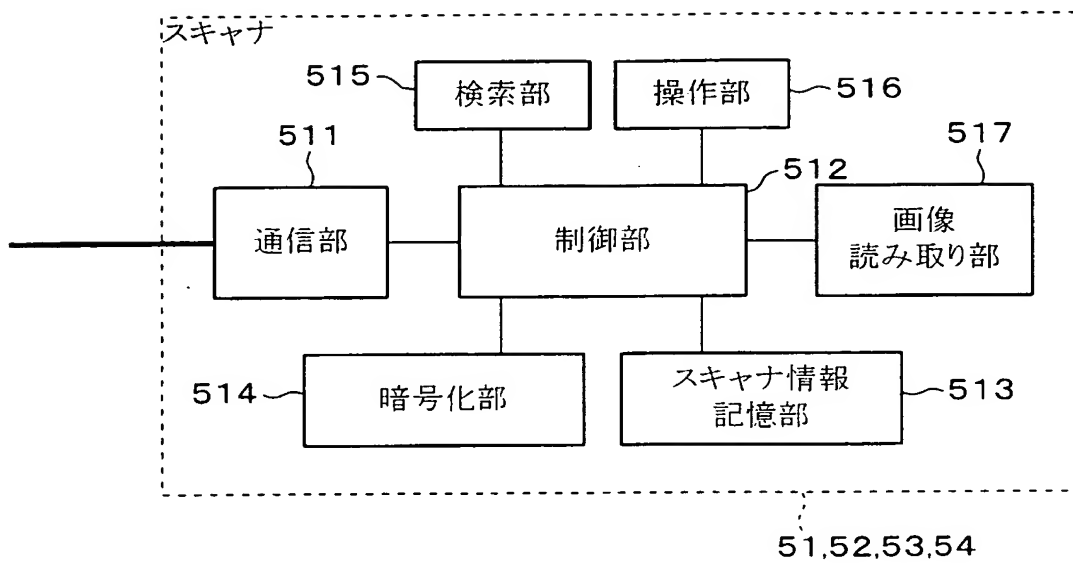 スキャナ
515
検索部
操作部
516
511
512
517
通信部
制御部
画像
読み取り部
514
暗号化部
スキャナ情報
記憶部
513
51,52,53,54